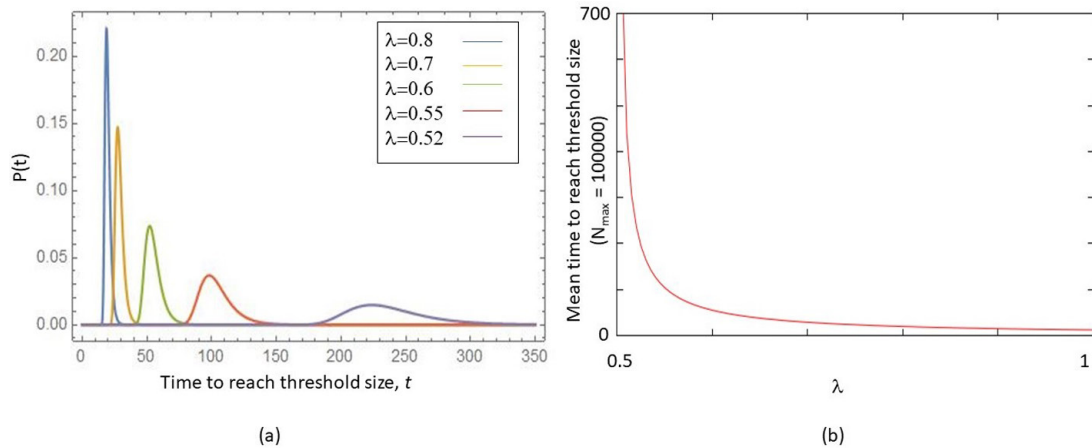 0.20
0.15
0.10
0.05
0.00
P(t)
λ=0.8
λ=0.7
λ=0.6
λ=0.55
λ=0.52
0 50 100 150 200 250 300 350
Time to reach threshold size, t
(a)
700
0
Mean time to reach threshold size
(Nmax = 100000)
0.5 1
λ
(b)